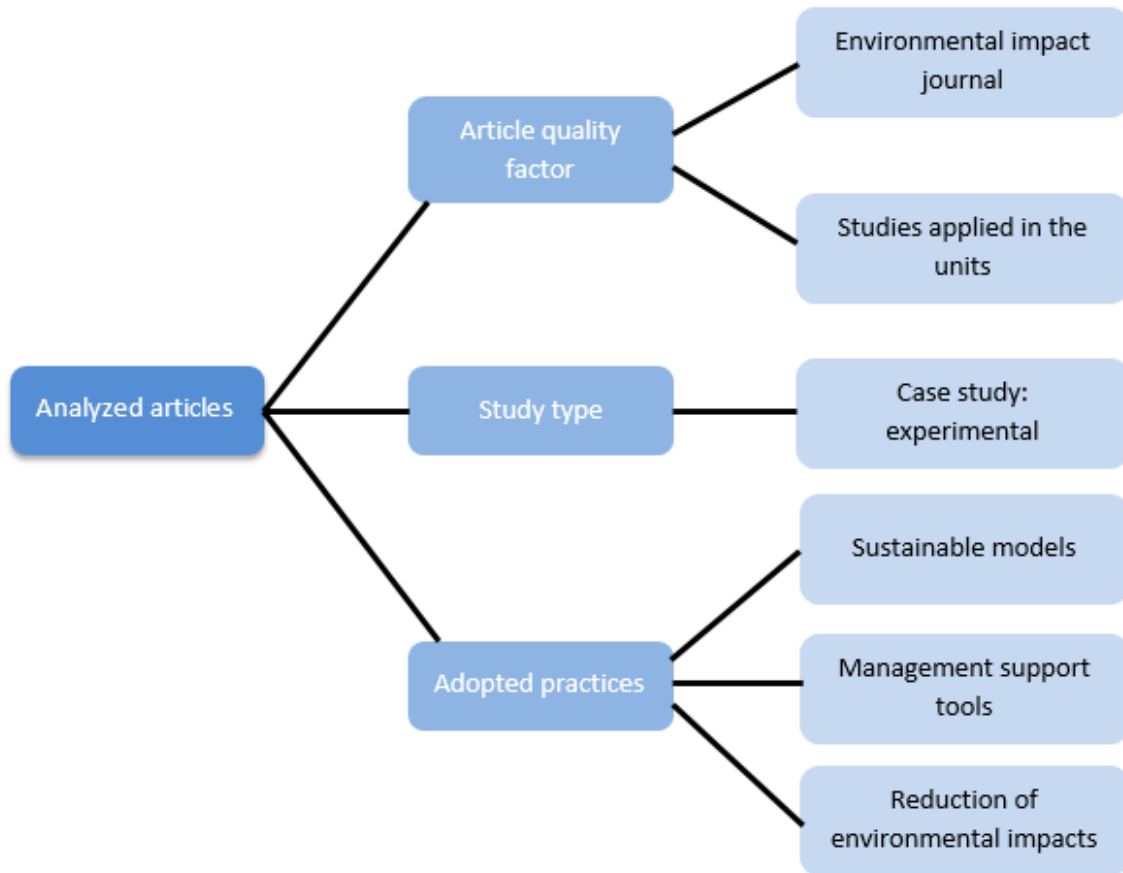 Analyzed articles
Article quality
factor
Environmental impact
journal
Studies applied in the
units
Study type
Case study:
experimental
Adopted practices
Sustainable models
Management support
tools
Reduction of
environmental impacts